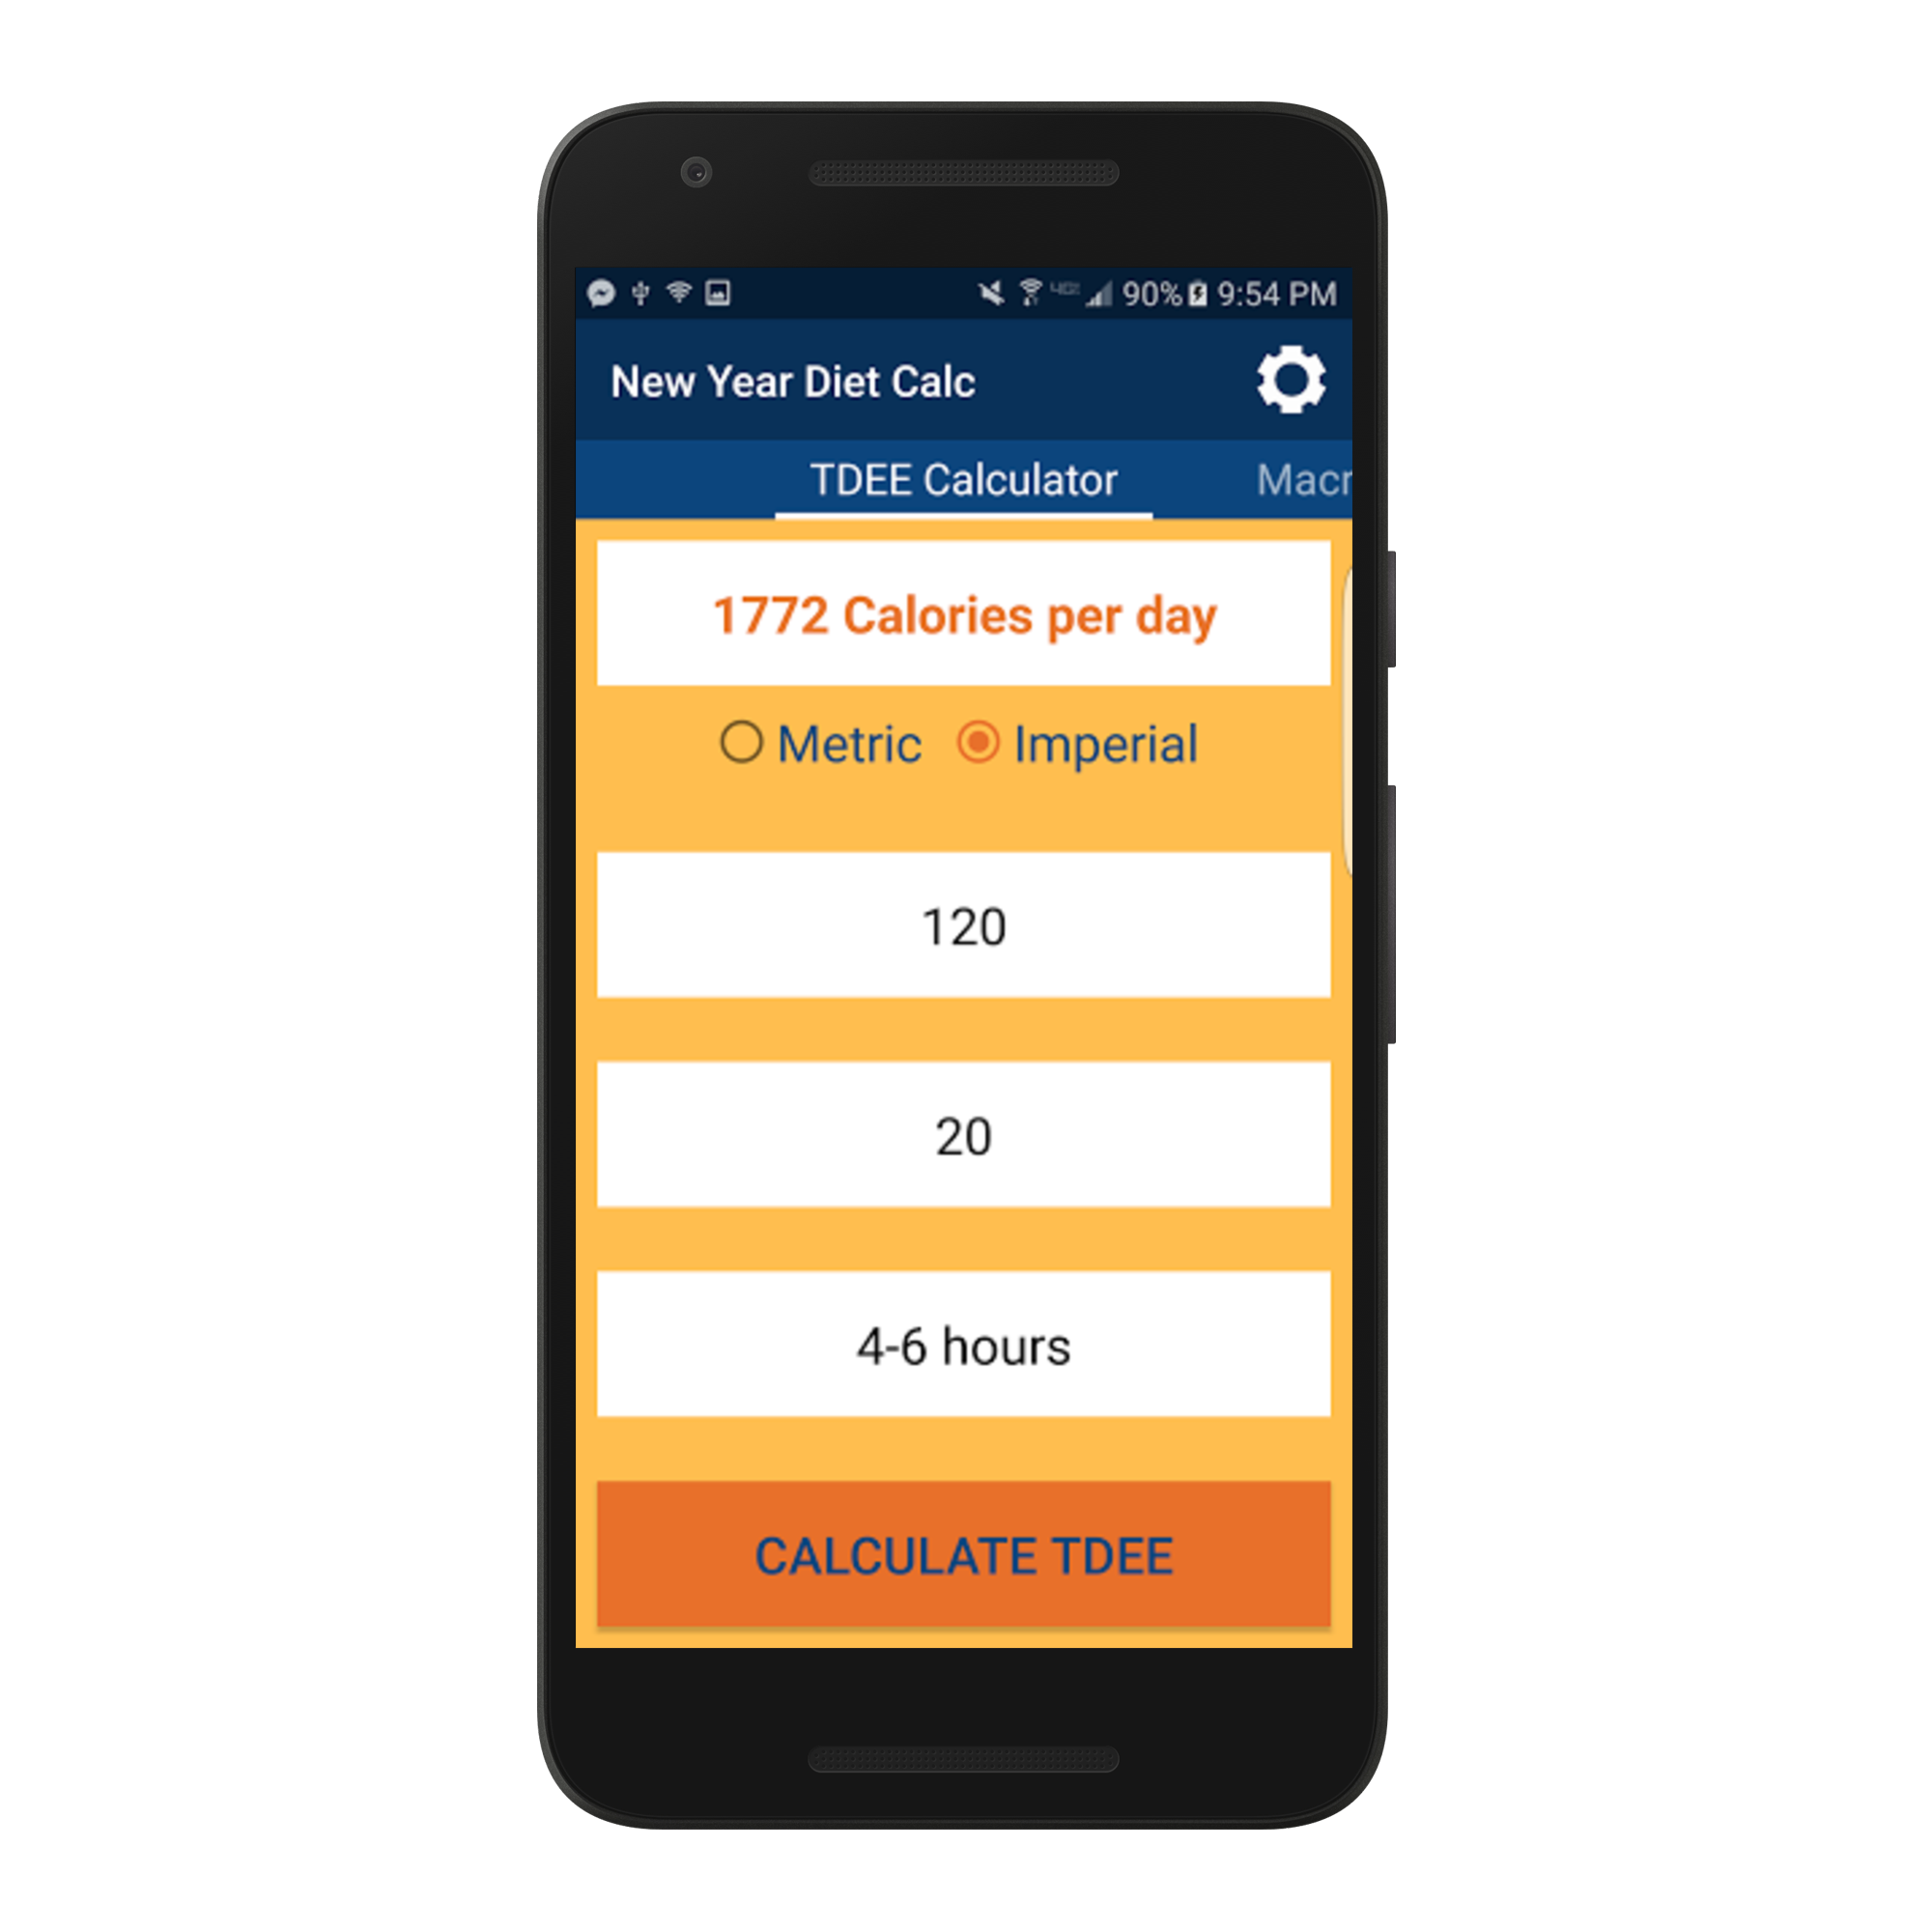 90% 9:54 PM
New Year Diet Calc
TDEE Calculator Macr
1772 Calories per day
Metric Imperial
120
20
4-6 hours
CALCULATE TDEE